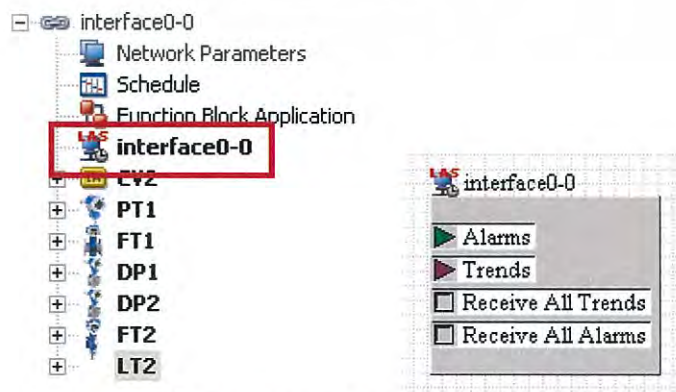 interface0-0
Network Parameters
Schedule
Function Block Application
LAS
interface0-0
CV2
PT1
FT1
DP1
DP2
FT2
LT2
LAS
interface0-0
Alarms
Trends
Receive All Trends
Receive All Alarms